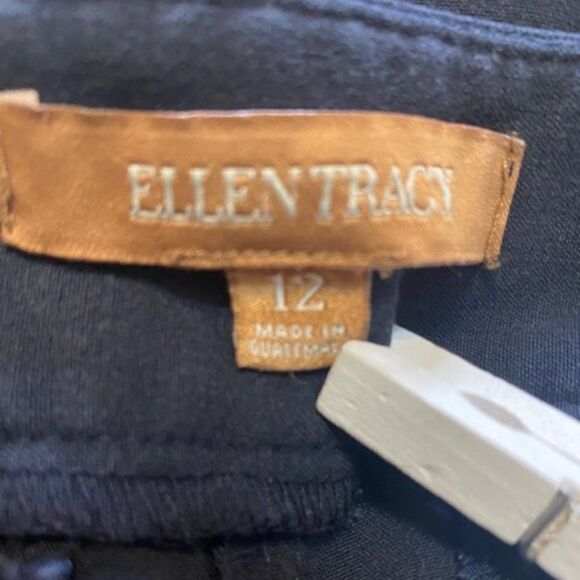 ELLEN TRACY
12
MADE IN
GUATEMALA